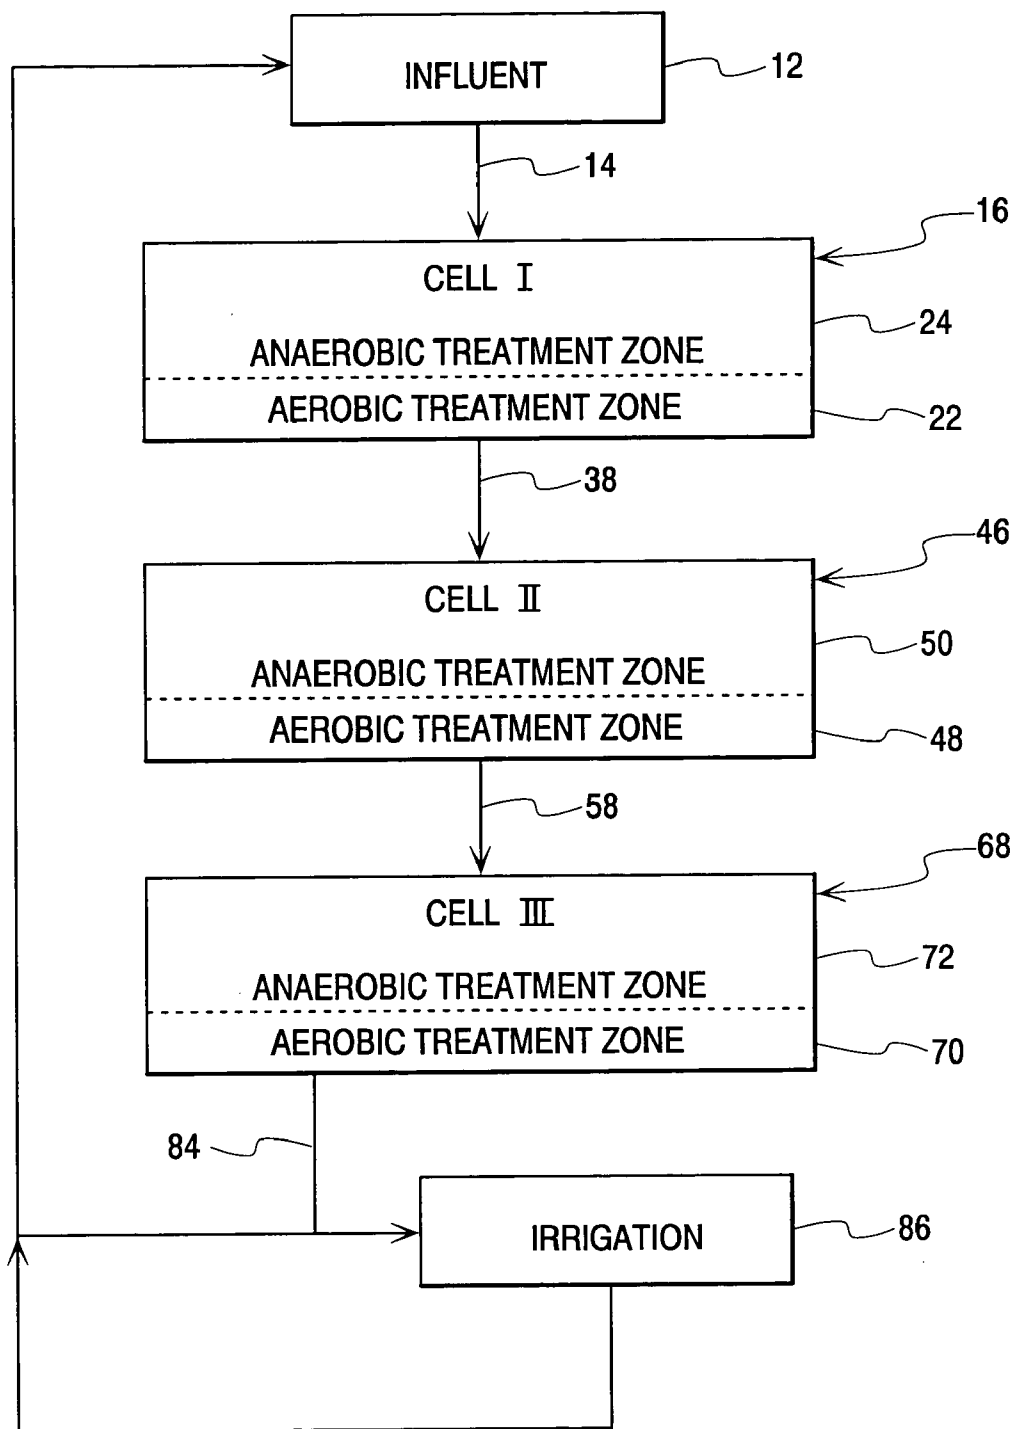 INFLUENT
12
14
16
CELL I
24
ANAEROBIC TREATMENT ZONE
AEROBIC TREATMENT ZONE
22
38
46
CELL II
50
ANAEROBIC TREATMENT ZONE
AEROBIC TREATMENT ZONE
48
58
68
CELL III
72
ANAEROBIC TREATMENT ZONE
AEROBIC TREATMENT ZONE
70
84
IRRIGATION
86